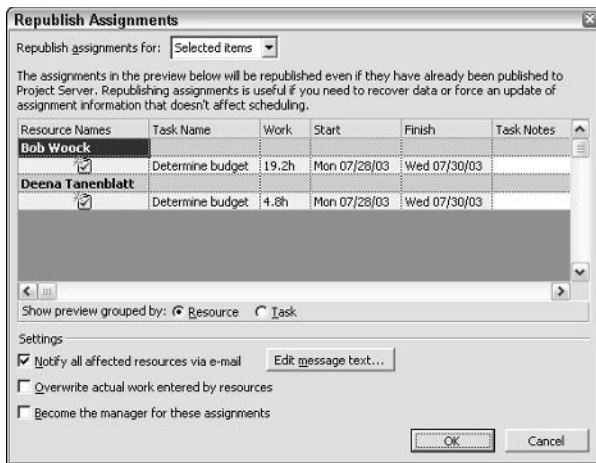 Republish Assignments
Republish assignments for: Selected items
The assignments in the preview below will be republished even if they have already been published to
Project Server. Republishing assignments is useful if you need to recover data or force an update of
assignment information that doesn't affect scheduling.
Resource Names Task Name Work Start Finish Task Notes
Bob Woock
Determine budget 19.2h Mon 07/28/03 Wed 07/30/03
Deena Tanenblatt
Determine budget 4.8h Mon 07/28/03 Wed 07/30/03
Show preview grouped by: Resource Task
Settings
Notify all affected resources via e-mail Edit message text...
Overwrite actual work entered by resources
Become the manager for these assignments
OK Cancel